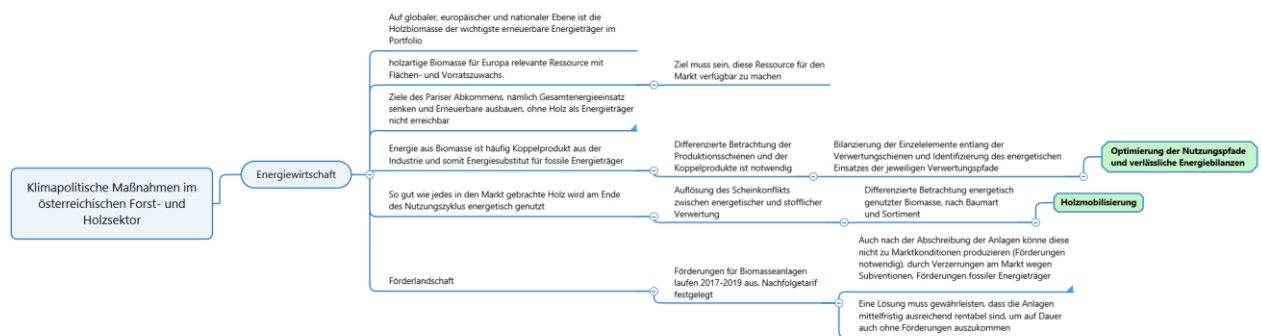 Klimapolitische Maßnahmen im
österreichischen Forst- und
Holzsektor
Energiewirtschaft
Auf globaler, europäischer und nationaler Ebene ist die
Holzbiomasse der wichtigste erneuerbare Energieträger im
Portfolio
holzartige Biomasse für Europa relevante Ressource mit
Flächen- und Vorratszuwachs
Ziel muss sein, diese Ressource für den
Markt verfügbar zu machen
Ziele des Pariser Abkommens, nämlich Gesamtenergieeinsatz
senken und Erneuerbare ausbauen, ohne Holz als Energieträger
nicht erreichbar
Energie aus Biomasse ist häufig Koppelprodukt aus der
Industrie und somit Energiesubstitut für fossile Energieträger
Differenzierte Betrachtung der
Produktionsschienen und der
Koppelprodukte ist notwendig
Bilanzierung der Einzelelemente entlang der
Verwertungschienen und Identifizierung des energetischen
Einsatzes der jeweiligen Verwertungspfade
Optimierung der Nutzungspfade
und verlässliche Energiebilanzen
So gut wie jedes in den Markt gebrachte Holz wird am Ende
des Nutzungszyklus energetisch genutzt
Auflösung des Scheinkonflikts
zwischen energetischer und stofflicher
Verwertung
Differenzierte Betrachtung energetisch
genutzter Biomasse, nach Baumart
und Sortiment
Holzmobilisierung
Förderlandschaft
Förderungen für Biomasseanlagen
laufen 2017-2019 aus, Nachfolgetarif
festgelegt
Auch nach der Abschreibung der Anlagen könne diese
nicht zu Marktkonditionen produzieren (Förderungen
notwendig), durch Verzerrungen am Markt wegen
Subventionen, Förderungen fossiler Energieträger
Eine Lösung muss gewährleisten, dass die Anlagen
mittelfristig ausreichend rentabel sind, um auf Dauer
auch ohne Förderungen auszukommen